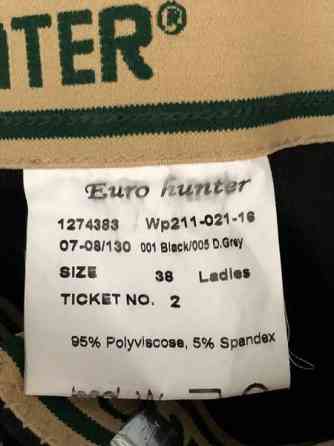 NTER®
Euro hunter
1274383 Wp211-021-16
07-08/130 001 Black/005 D.Grey
SIZE 38 Ladies
TICKET NO. 2
95% Polyviscose, 5% Spandex